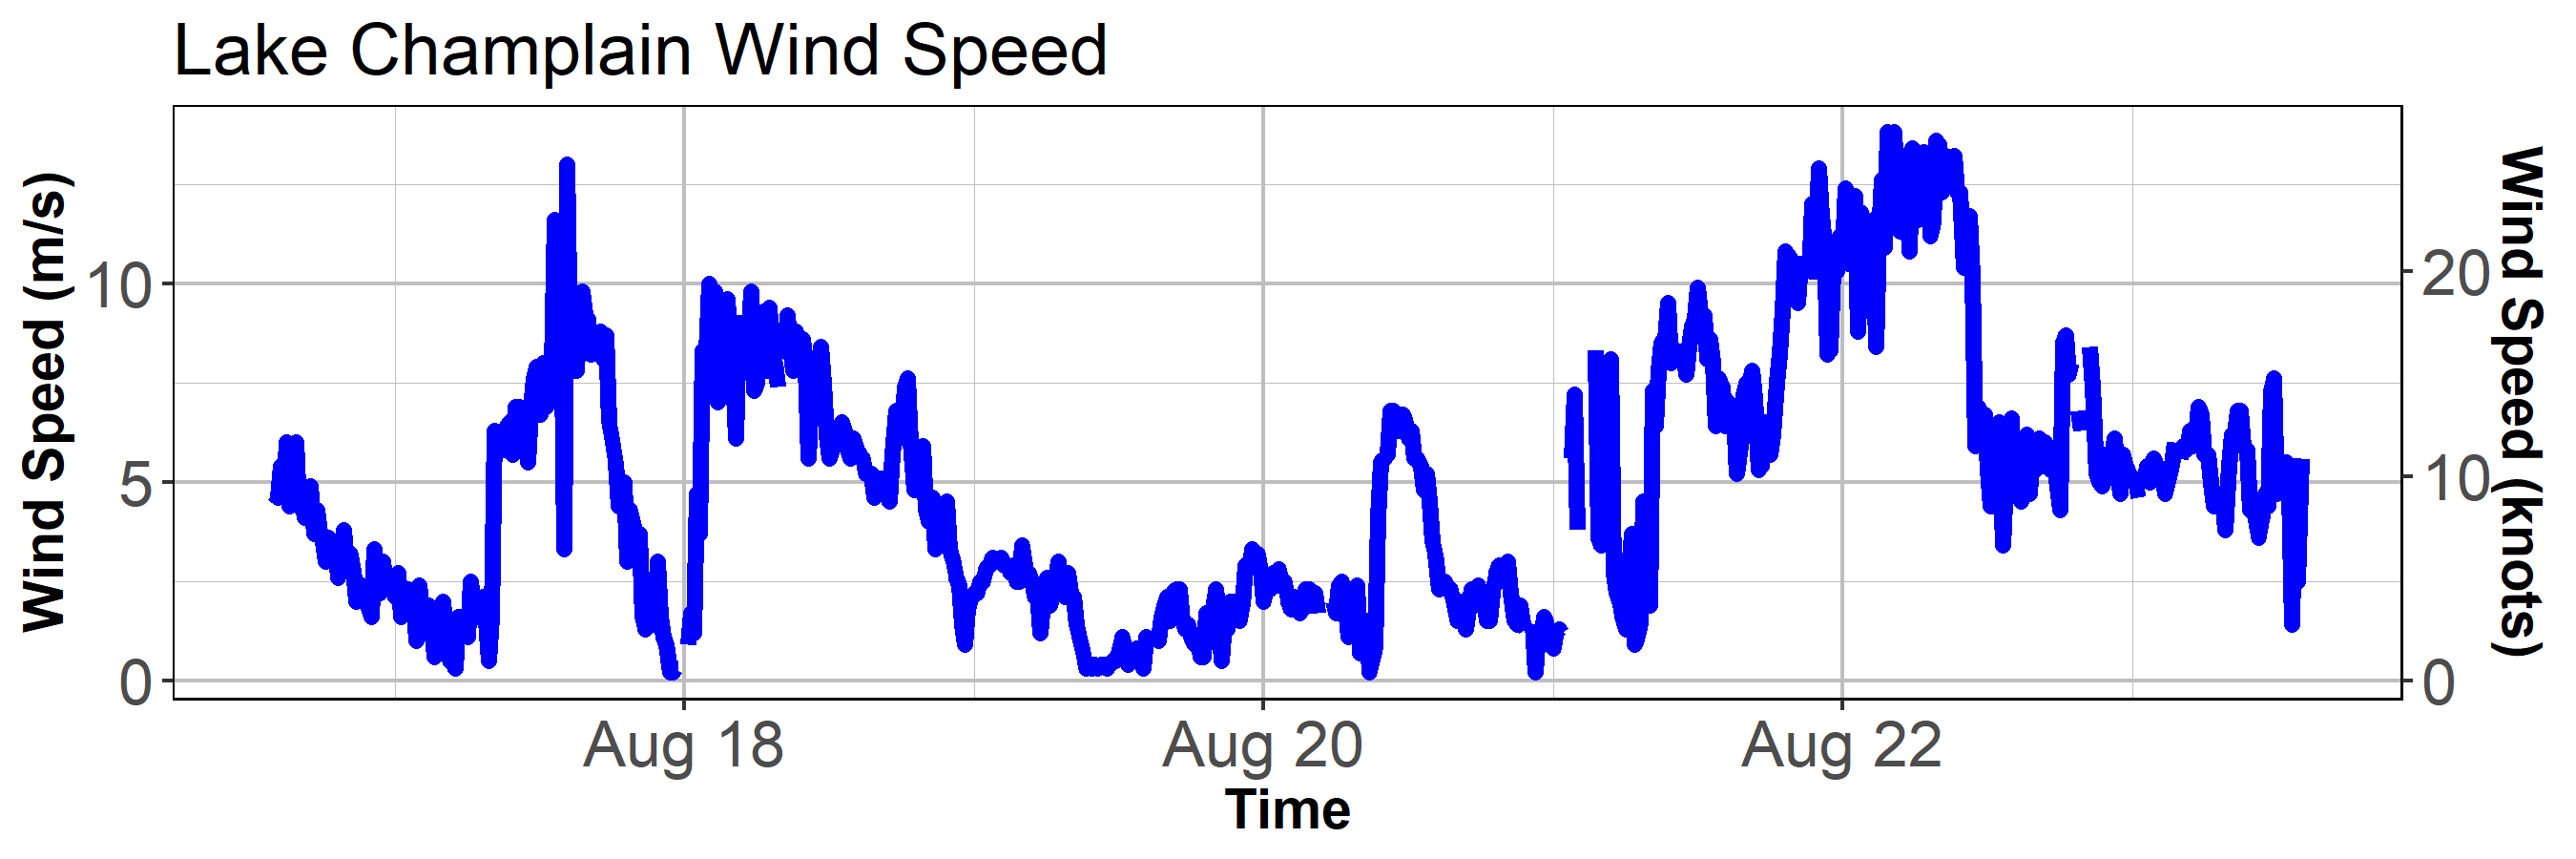 Lake Champlain Wind Speed
Wind Speed (m/s)
10
5
0
20
10
0
Wind Speed (knots)
Aug 18 Aug 20 Aug 22
Time